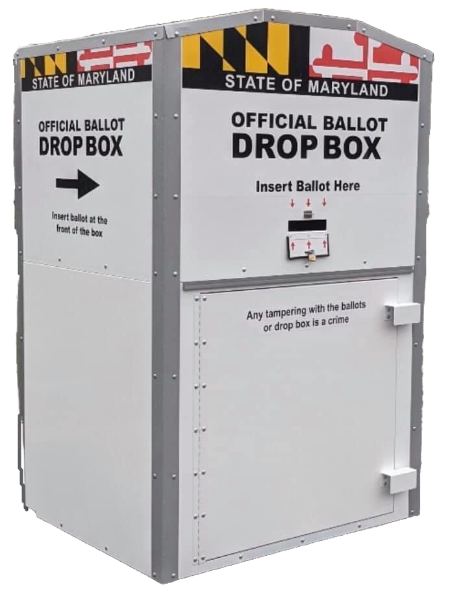 STATE OF MARYLAND
OFFICIAL BALLOT
DROP BOX
Insert ballot at the
front of the box
STATE OF MARYLAND
OFFICIAL BALLOT
DROP BOX
Insert Ballot Here
Any tampering with the ballots
or drop box is a crime